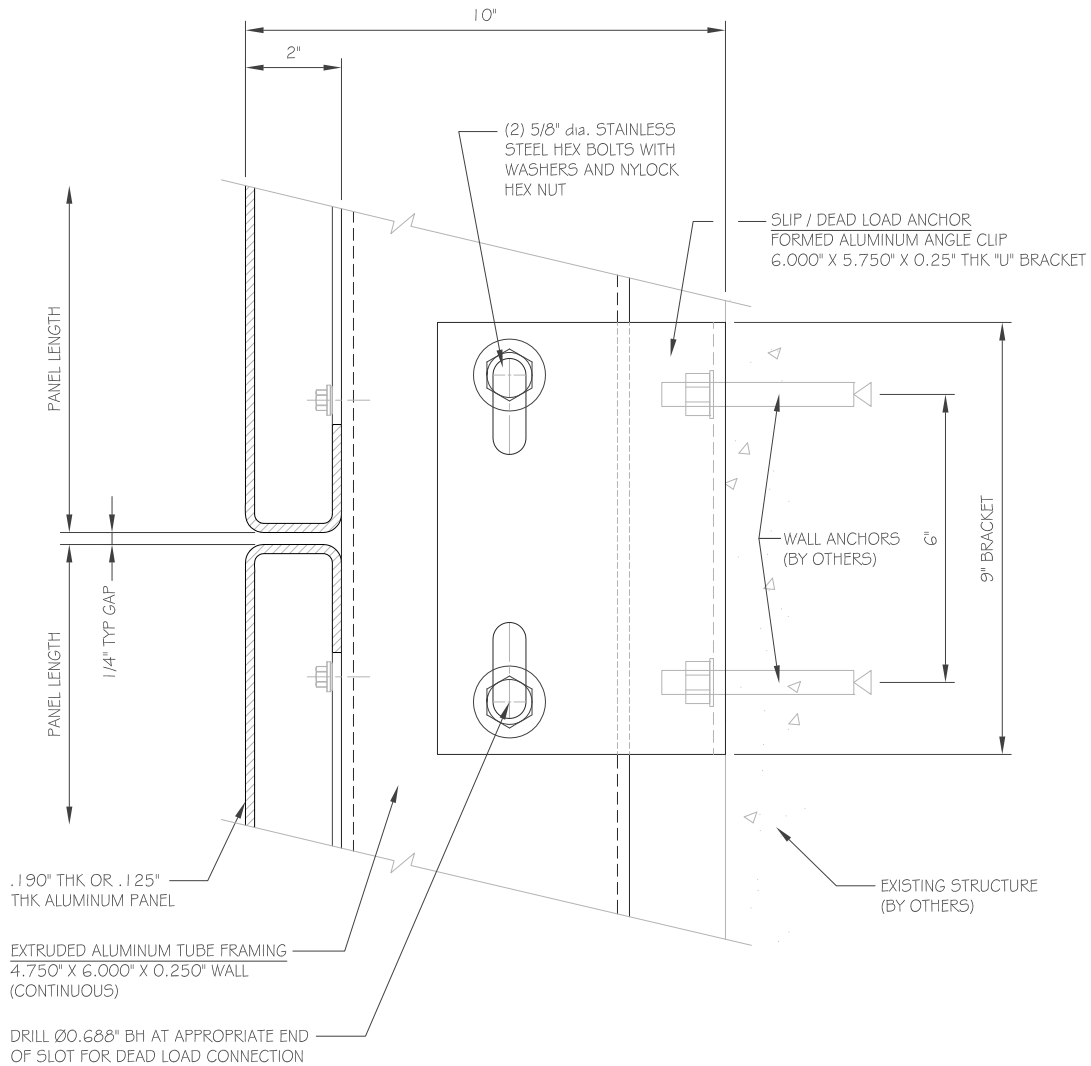 10"
2"
(2) 5/8" dia. STAINLESS
STEEL HEX BOLTS WITH
WASHERS AND NYLOCK
HEX NUT
SLIP / DEAD LOAD ANCHOR
FORMED ALUMINUM ANGLE CLIP
6.000" X 5.750" X 0.25" THK "U" BRACKET
PANEL LENGTH
WALL ANCHORS
(BY OTHERS)
6"
9" BRACKET
1/4" TYP GAP
PANEL LENGTH
.190" THK OR .125"
THK ALUMINUM PANEL
EXISTING STRUCTURE
(BY OTHERS)
EXTRUDED ALUMINUM TUBE FRAMING
4.750" X 6.000" X 0.250" WALL
(CONTINUOUS)
DRILL Ø0.688" BH AT APPROPRIATE END
OF SLOT FOR DEAD LOAD CONNECTION